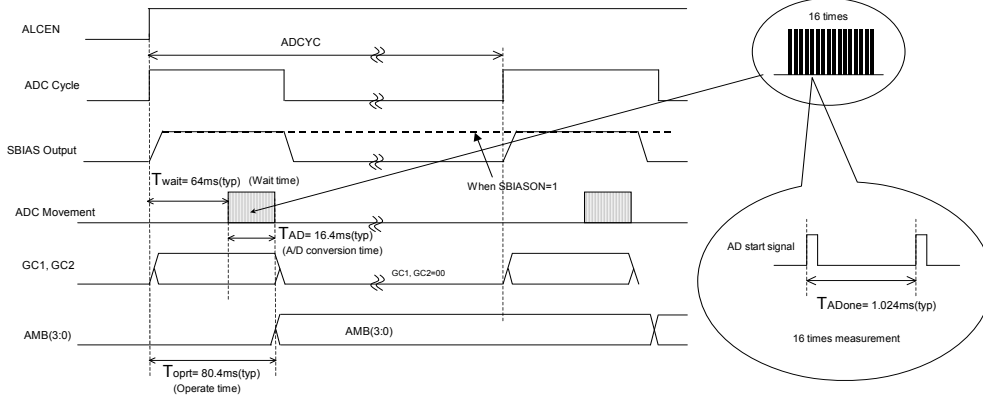 ALCEN
ADCYC
16 times
ADC Cycle
SBIAS Output
When SBIASON=1
Twait= 64ms(typ) (Wait time)
ADC Movement
TAD= 16.4ms(typ)
(A/D conversion time)
AD start signal
GC1, GC2
GC1, GC2=00
TADone= 1.024ms(typ)
AMB(3:0)
AMB(3:0)
16 times measurement
Toprt= 80.4ms(typ)
(Operate time)